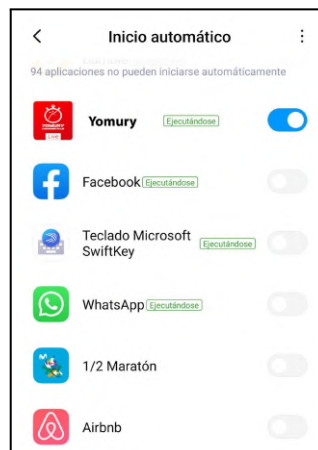 Inicio automático
94 aplicaciones no pueden iniciarse automáticamente
Yomury Ejecutándose
Live
Facebook Ejecutándose
Teclado Microsoft
SwiftKey Ejecutándose
WhatsApp Ejecutándose
1/2 Maratón
Airbnb